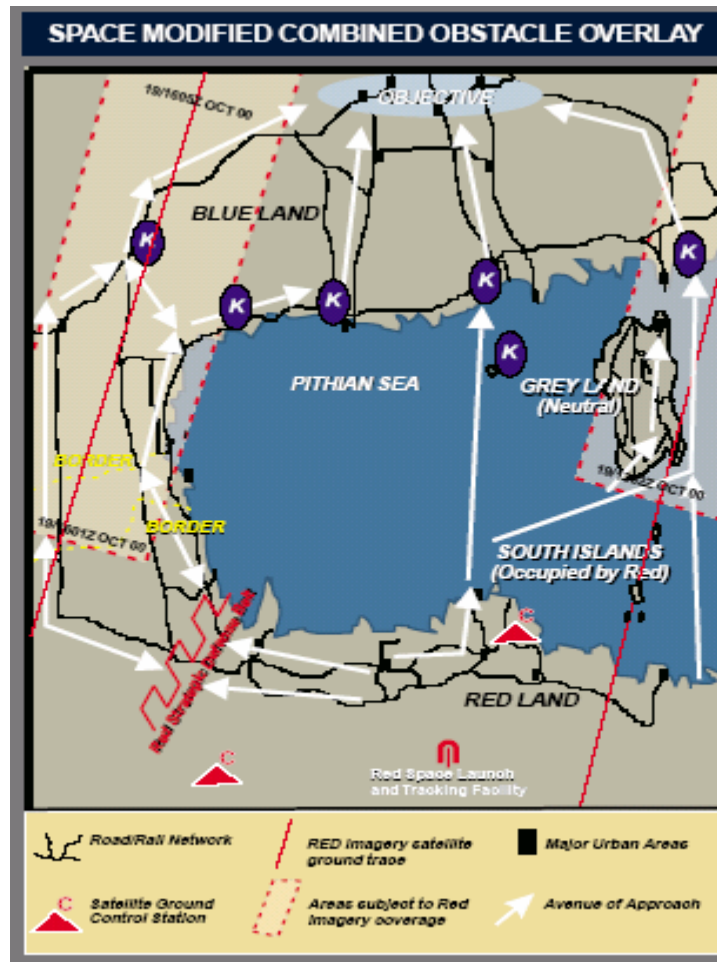 SPACE MODIFIED COMBINED OBSTACLE OVERLAY
19/1605Z OCT 00
OBJECTIVE
BLUE LAND
K
K
K
K
K
K
PITHIAN SEA
GREY LAND
(Neutral)
BORDER
OCT 00
19/1601Z OCT 00
BORDER
SOUTH ISLANDS
(Occupied by Red)
C
Red Strategic Defense Belt
RED LAND
C
Red Space Launch
and Tracking Facility
Road/Rail Network
RED Imagery satellite
ground trace
Major Urban Areas
C
Satellite Ground
Control Station
Areas subject to Red
Imagery coverage
Avenue of Approach